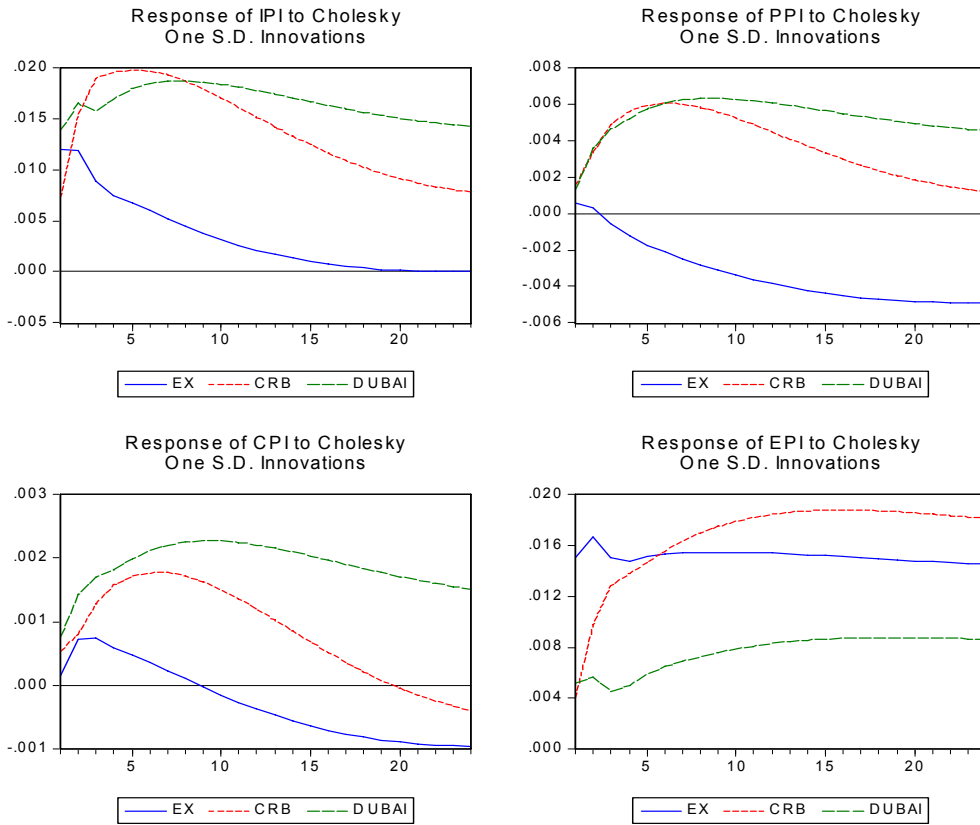 Response of IPI to Cholesky
One S.D. Innovations
.020
.015
.010
.005
.000
-.005
5 10 15 20
EX CRB DUBAI
Response of PPI to Cholesky
One S.D. Innovations
.008
.006
.004
.002
.000
-.002
-.004
-.006
5 10 15 20
EX CRB DUBAI
Response of CPI to Cholesky
One S.D. Innovations
.003
.002
.001
.000
-.001
5 10 15 20
EX CRB DUBAI
Response of EPI to Cholesky
One S.D. Innovations
.020
.016
.012
.008
.004
.000
5 10 15 20
EX CRB DUBAI